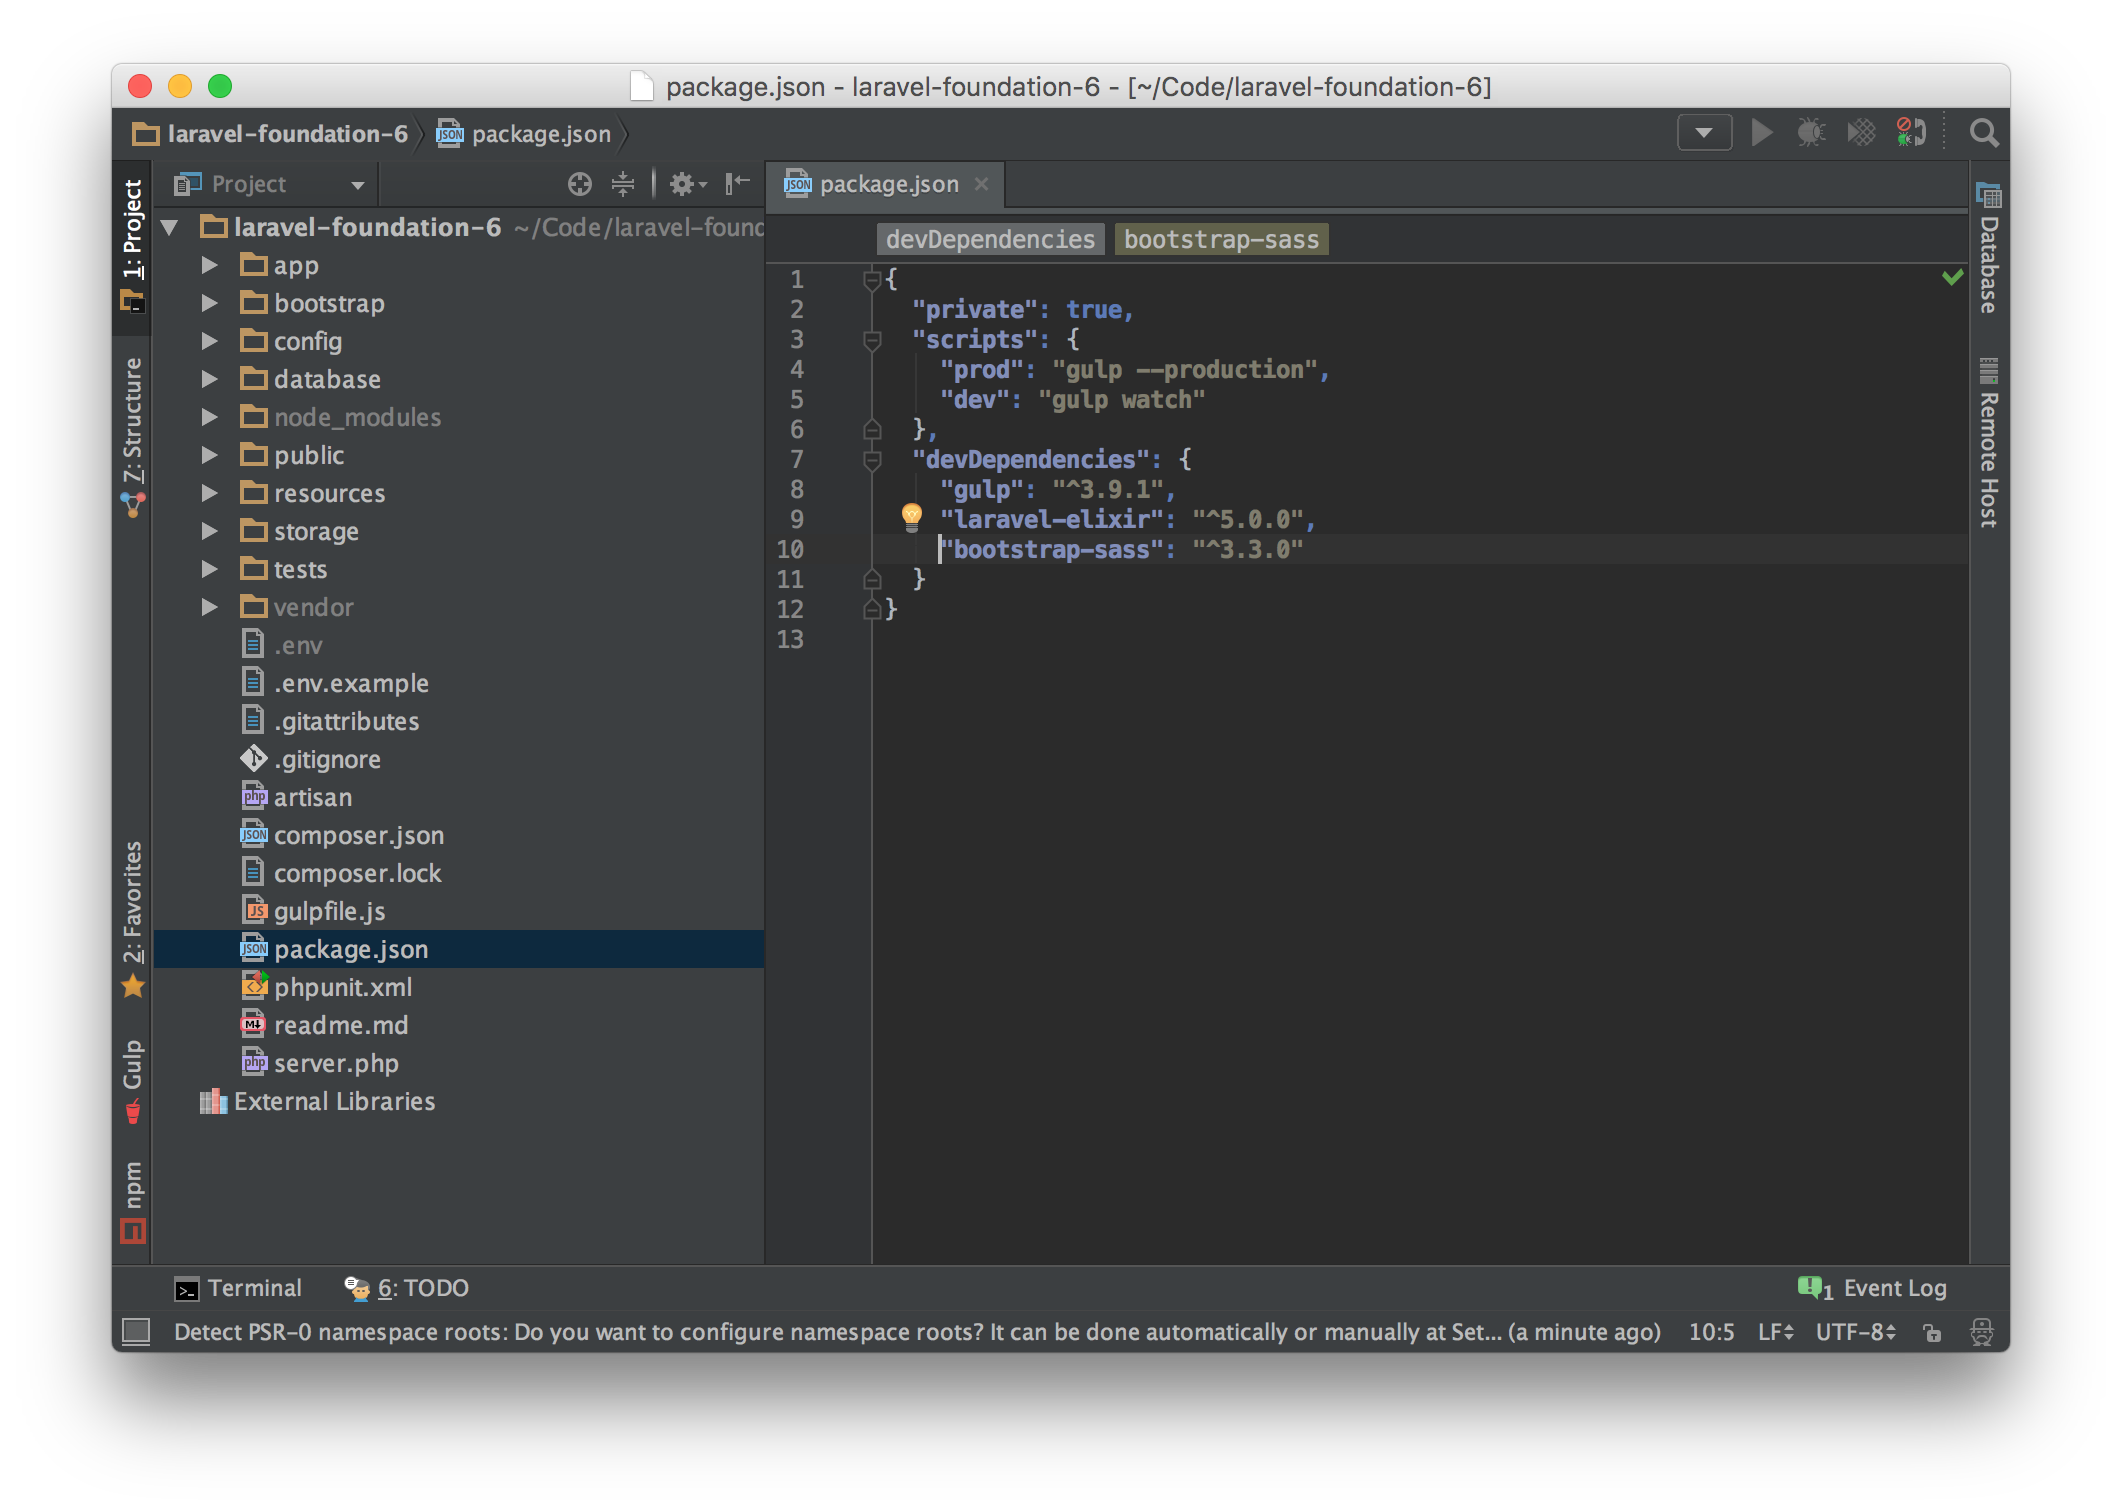 package.json - laravel-foundation-6 - [~/Code/laravel-foundation-6]
laravel-foundation-6 package.json
1: Project
7: Structure
2: Favorites
Gulp
npm
Project
laravel-foundation-6 ~/Code/laravel-found
app
bootstrap
config
database
node_modules
public
resources
storage
tests
vendor
.env
.env.example
.gitattributes
.gitignore
artisan
composer.json
composer.lock
gulpfile.js
package.json
phpunit.xml
readme.md
server.php
External Libraries
package.json
devDependencies bootstrap-sass
1 {
2 "private": true,
3 "scripts": {
4 "prod": "gulp --production",
5 "dev": "gulp watch"
6 },
7 "devDependencies": {
8 "gulp": "^3.9.1",
9 "laravel-elixir": "^5.0.0",
10 "bootstrap-sass": "^3.3.0"
11 }
12 }
13
Database
Remote Host
Terminal 6: TODO 1 Event Log
Detect PSR-0 namespace roots: Do you want to configure namespace roots? It can be done automatically or manually at Set... (a minute ago) 10:5 LF UTF-8